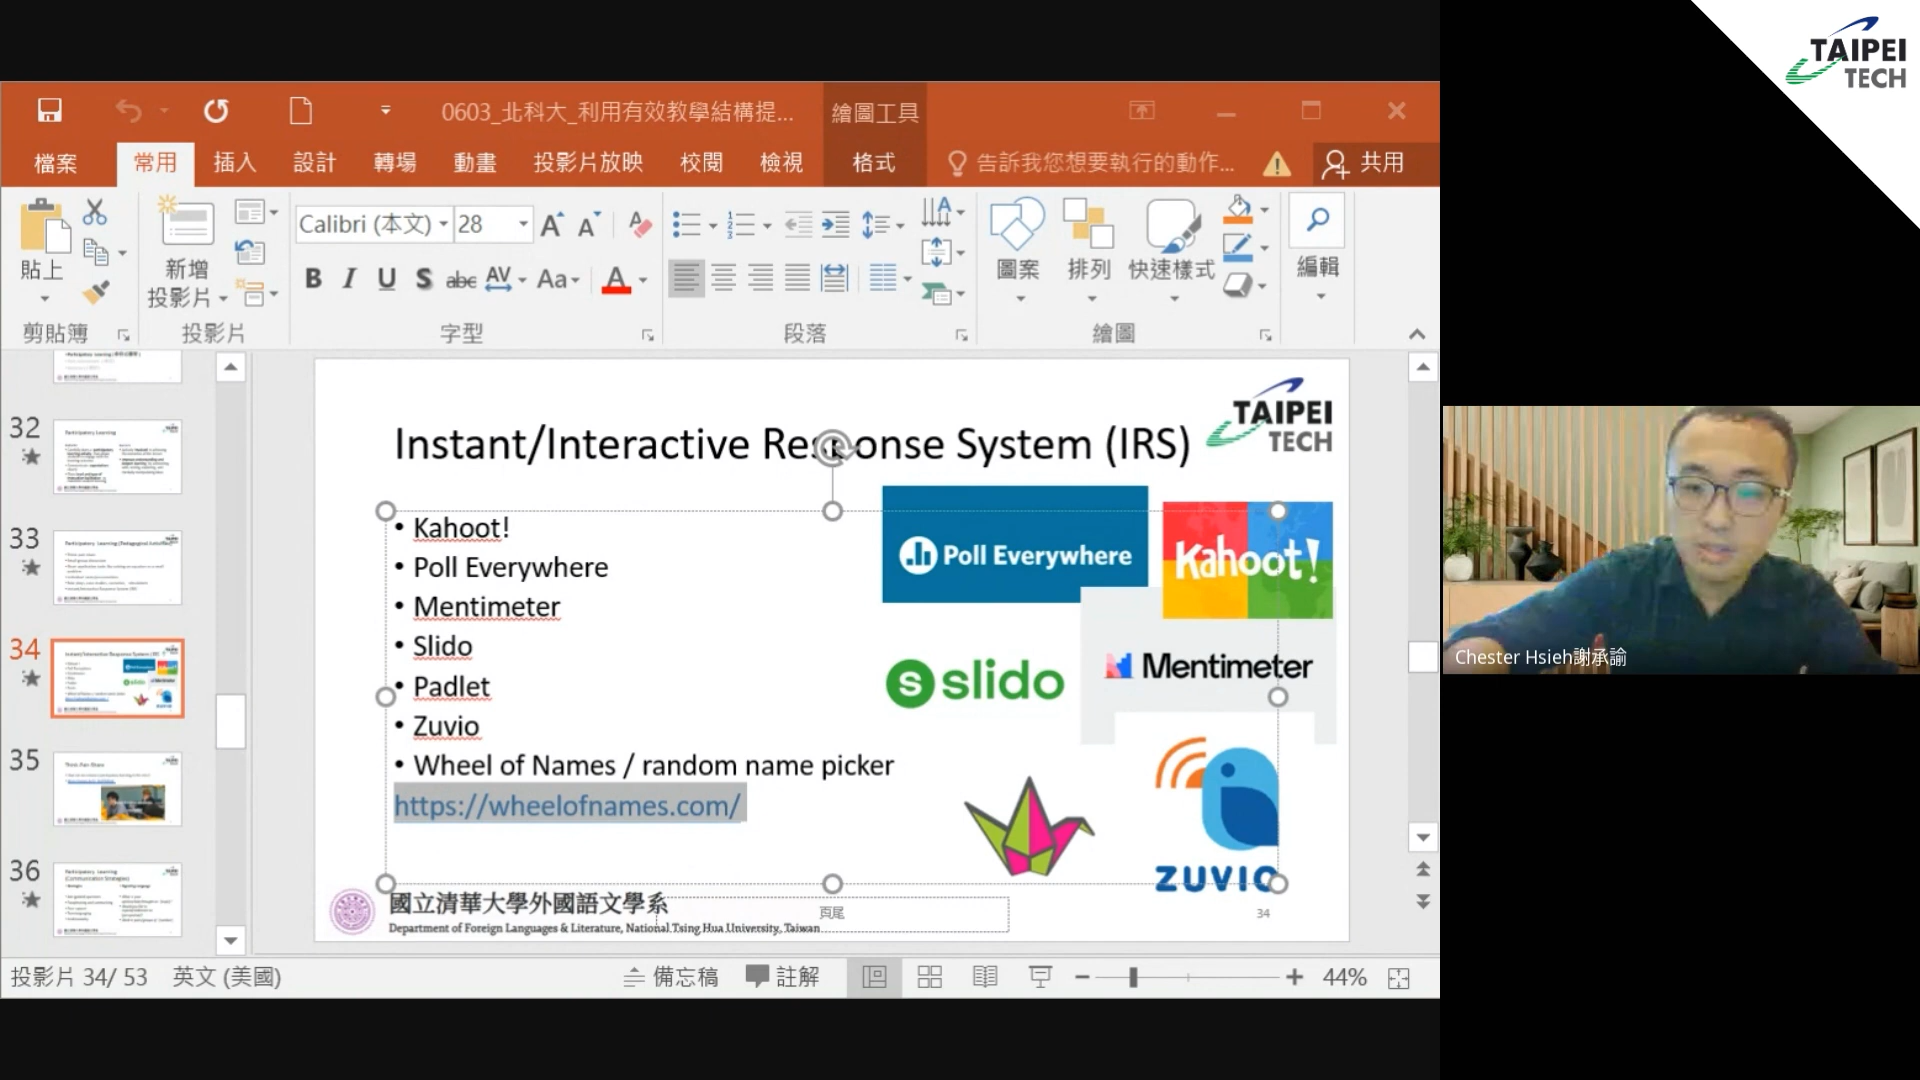 TAIPEI
TECH
0603_北科大_利用有效教學結構提...
繪圖工具
檔案
常用
插入
設計
轉場
動畫
投影片放映
校閱
檢視
格式
告訴我您想要執行的動作...
共用
貼上
新增
投影片
Calibri (本文)
28
B I U S abc AV Aa A
圖案
排列
快速樣式
編輯
剪貼簿
投影片
字型
段落
繪圖
32
33
34
35
36
Instant/Interactive Response System (IRS)
TAIPEI
TECH
• Kahoot!
• Poll Everywhere
• Mentimeter
• Slido
• Padlet
• Zuvio
• Wheel of Names / random name picker
https://wheelofnames.com/
Poll Everywhere
Kahoot!
slido
Mentimeter
ZUVIO
國立清華大學外國語文學系
Department of Foreign Languages & Literature, National Tsing Hua University, Taiwan
頁尾
34
Chester Hsieh謝承諭
投影片 34/ 53
英文 (美國)
備忘稿
註解
44%